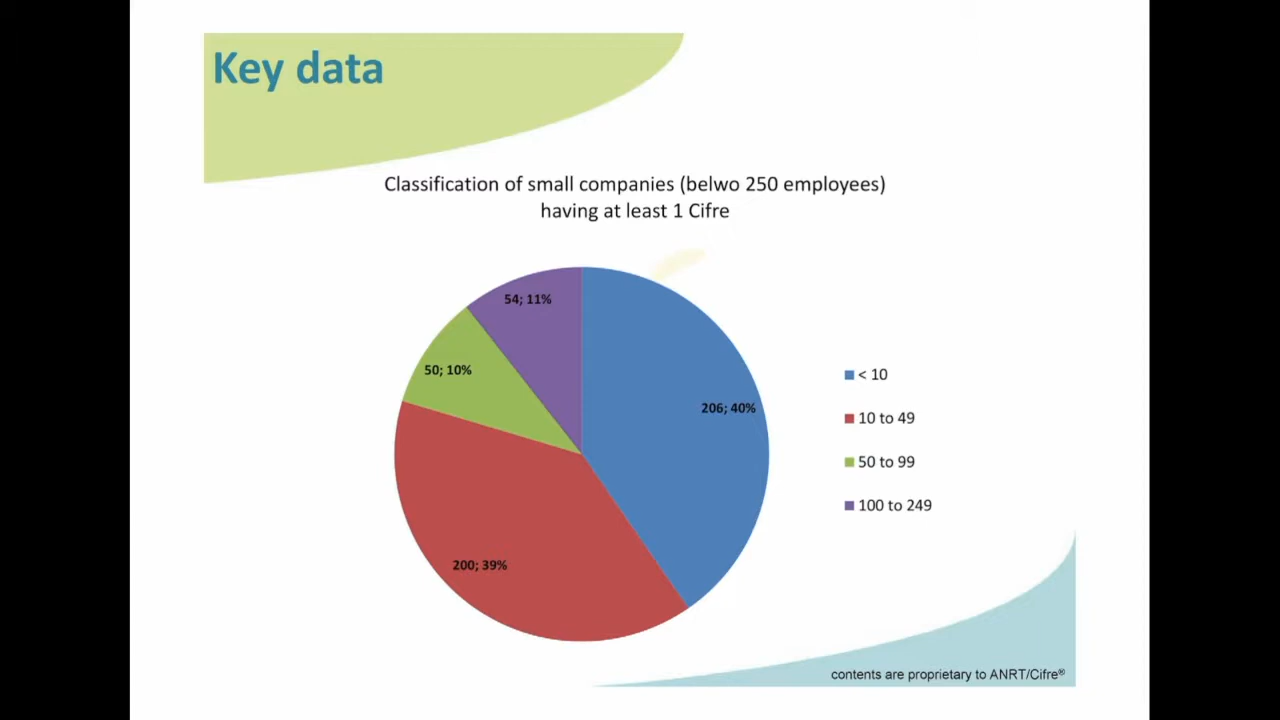 Key data
Classification of small companies (belwo 250 employees)
having at least 1 Cifre
54; 11%
50; 10%
206; 40%
200; 39%
< 10
10 to 49
50 to 99
100 to 249
contents are proprietary to ANRT/Cifre®